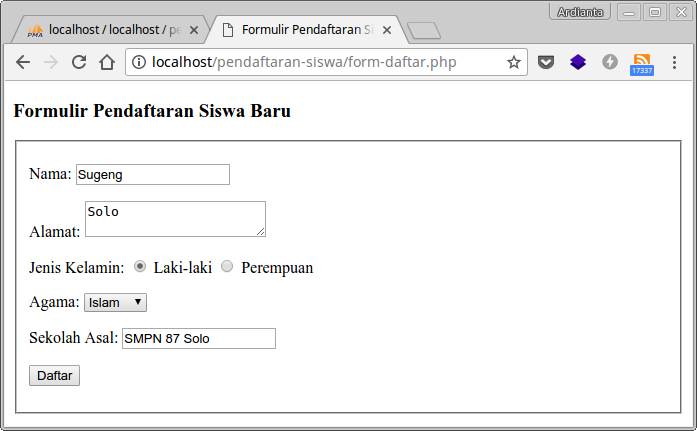 Ardianta
localhost / localhost / pe
Formulir Pendaftaran Si
localhost/pendaftaran-siswa/form-daftar.php
17337
Formulir Pendaftaran Siswa Baru
Nama: Sugeng
Alamat: Solo
Jenis Kelamin: Laki-laki Perempuan
Agama: Islam
Sekolah Asal: SMPN 87 Solo
Daftar